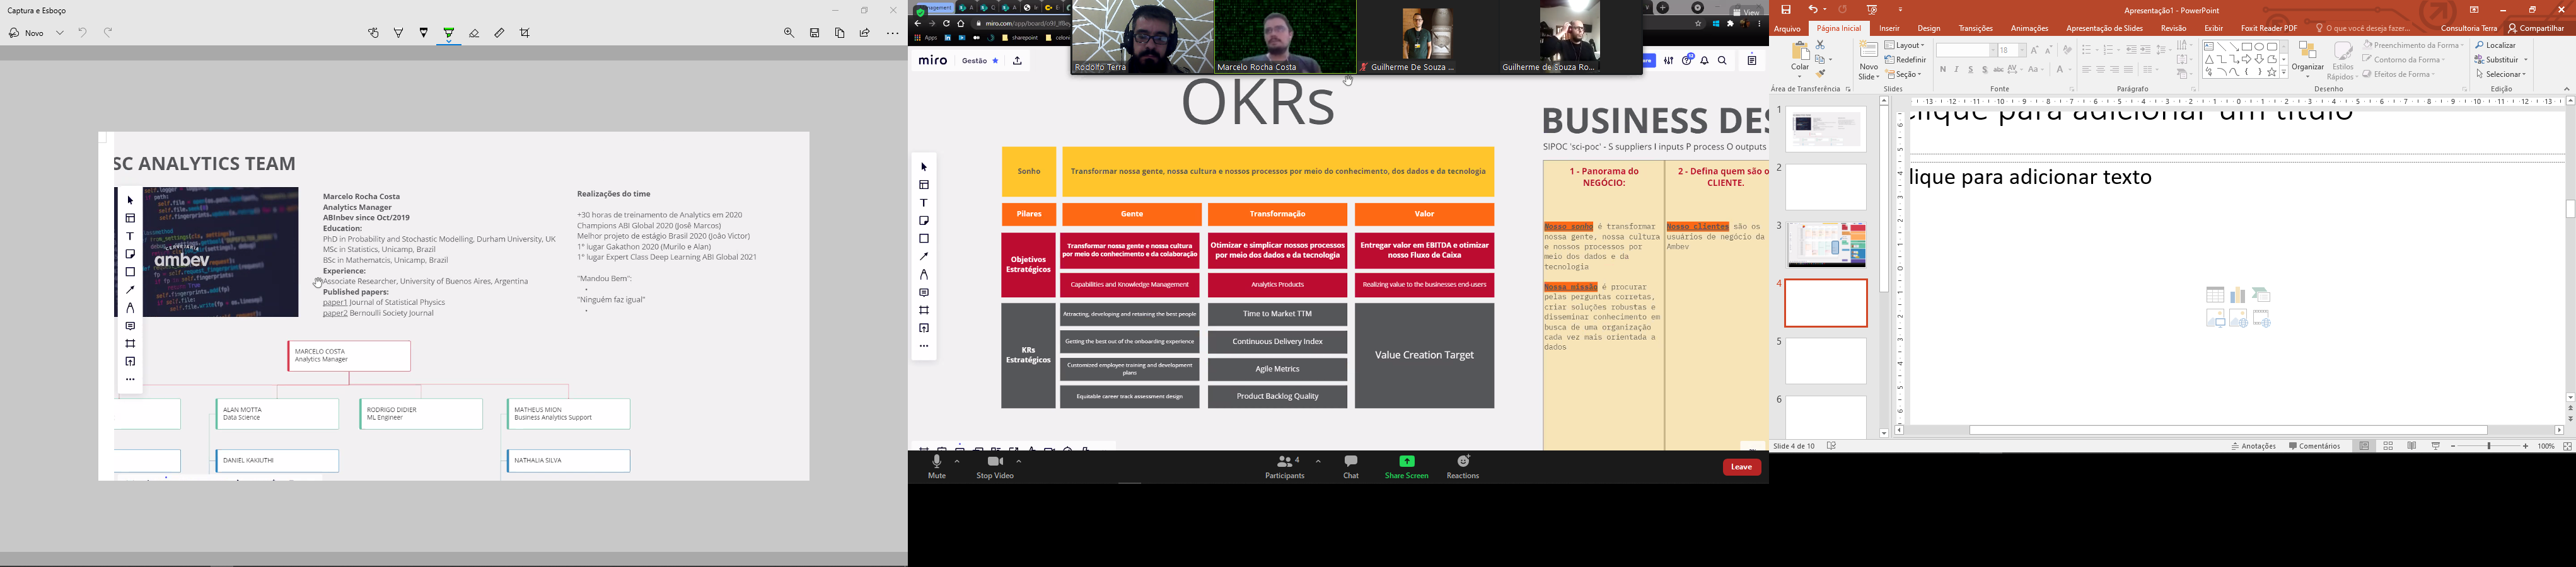 Captura e Esboço
Novo
SC ANALYTICS TEAM
CERVEJARIA
ambev
Marcelo Rocha Costa
Analytics Manager
ABInbev since Oct/2019
Education:
PhD in Probability and Stochastic Modelling, Durham University, UK
MSc in Statistics, Unicamp, Brazil
BSc in Mathematcis, Unicamp, Brazil
Experience:
Associate Researcher, University of Buenos Aires, Argentina
Published papers:
paper1 Journal of Statistical Physics
paper2 Bernoulli Society Journal
Realizações do time
+30 horas de treinamento de Analytics em 2020
Champions ABI Global 2020 (José Marcos)
Melhor projeto de estágio Brasil 2020 (João Victor)
1° lugar Gakathon 2020 (Murilo e Alan)
1° lugar Expert Class Deep Learning ABI Global 2021
"Mandou Bem":
"Ninguém faz igual"
MARCELO COSTA
Analytics Manager
ALAN MOTTA
Data Science
RODRIGO DIDIER
ML Engineer
MATHEUS MION
Business Analytics Support
DANIEL KAKIUTHI
NATHALIA SILVA
Apps
sharepoint
View
Rodolfo Terra
Marcelo Rocha Costa
Guilherme De Souza ...
Guilherme de Souza Ro...
miro
Gestão
OKRs
Sonho
Transformar nossa gente, nossa cultura e nossos processos por meio do conhecimento, dos dados e da tecnologia
Pilares
Gente
Transformação
Valor
Objetivos
Estratégicos
Transformar nossa gente e nossa cultura
por meio do conhecimento e da colaboração
Otimizar e simplicar nossos processos
por meio dos dados e da tecnologia
Entregar valor em EBITDA e otimizar
nosso Fluxo de Caixa
Capabilities and Knowledge Management
Analytics Products
Realizing value to the businesses end-users
KRs
Estratégicos
Attracting, developing and retaining the best people
Time to Market TTM
Getting the best out of the onboarding experience
Continuous Delivery Index
Value Creation Target
Customized employee training and development
plans
Agile Metrics
Equitable career track assessment design
Product Backlog Quality
BUSINESS DES
SIPOC 'sci-poc' - S suppliers I inputs P process O outputs
1 - Panorama do
NEGÓCIO:
2 - Defina quem são o
CLIENTE.
Nosso sonho é transformar
nossa gente, nossa cultura
e nossos processos por
meio dos dados e da
tecnologia
Nossa missão é procurar
pelas perguntas corretas,
criar soluções robustas e
disseminar conhecimento em
busca de uma organização
cada vez mais orientada a
dados
Nossos clientes são os
usuários de negócio da
Ambev
Mute
Stop Video
Participants
4
Chat
Share Screen
Reactions
Leave
Apresentação1 - PowerPoint
Arquivo
Página Inicial
Inserir
Design
Transições
Animações
Apresentação de Slides
Revisão
Exibir
Foxit Reader PDF
O que você deseja fazer...
Consultoria Terra
Compartilhar
Colar
Novo
Slide
Layout
Redefinir
Seção
18
Organizar
Estilos
Rápidos
Preenchimento da Forma
Contorno da Forma
Efeitos de Forma
Localizar
Substituir
Selecionar
Área de Transferência
Slides
Fonte
Parágrafo
Desenho
Edição
1
2
3
4
5
6
clique para adicionar um título
lique para adicionar texto
Slide 4 de 10
Anotações
Comentários
100%